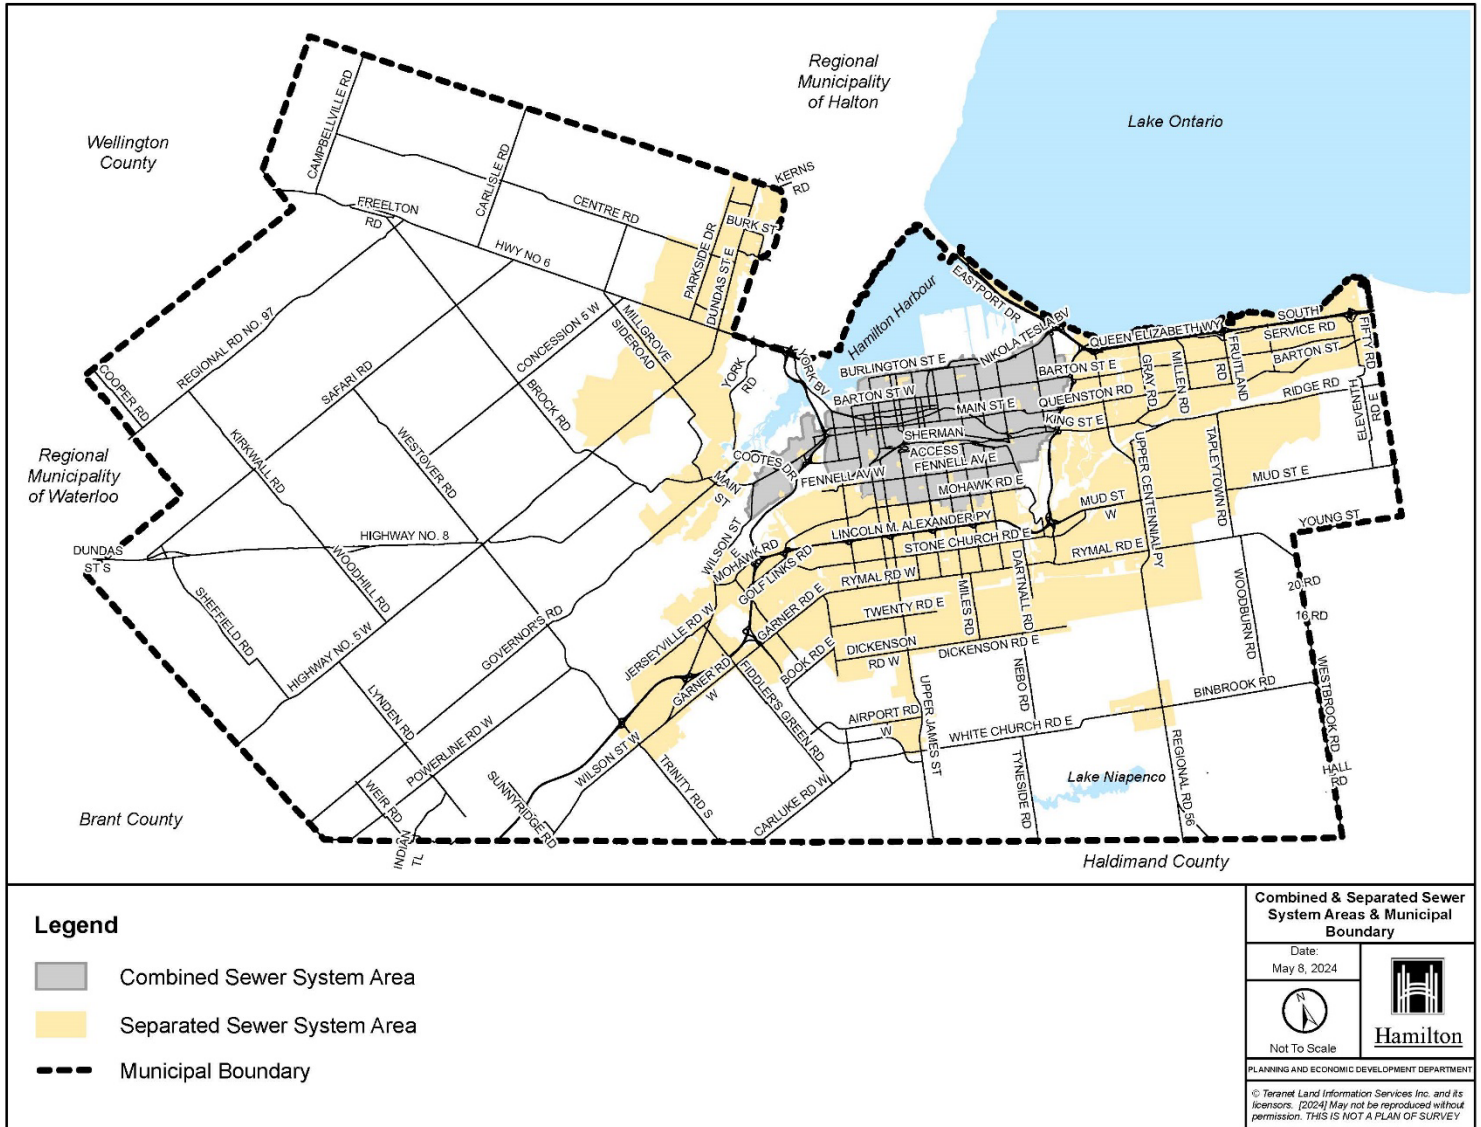 Regional
Municipality
of Halton
Lake Ontario
Wellington
County
CAMPBELLVILLE RD
CARLISLE RD
KERNS
RD
FREELTON
RD
CENTRE RD
BURK ST
PARKSIDE DR
DUNDAS ST E
HWY NO 6
EASTPORT DR
Hamilton Harbour
NIKOLA TESLA BV
QUEEN ELIZABETH WY
SOUTH
SERVICE RD
FIFTY RD
MILLGROVE
SIDEROAD
CONCESSION 5 W
REGIONAL RD NO. 97
SAFARI RD
COOPER RD
BROCK RD
YORK
RD
YORK BV
BURLINGTON ST E
BARTON ST E
BARTON ST
GRAY RD
MILLEN RD
FRUITLAND
RD
BARTON ST W
MAIN ST E
QUEENSTON RD
RIDGE RD
ELEVENTH
RD E
KING ST E
SHERMAN
ACCESS
KIRKWALL RD
WESTOVER RD
Regional
Municipality
of Waterloo
COOTES DR
MAIN
ST
FENNELL AV W
FENNELL AV E
MOHAWK RD E
UPPER CENTENNIAL PY
TAPLEYTOWN RD
MUD ST E
MUD ST
W
YOUNG ST
HIGHWAY NO. 8
DUNDAS
ST S
WOODHILL RD
WILSON ST
E
MOHAWK RD
LINCOLN M. ALEXANDER PY
STONE CHURCH RD E
RYMAL RD E
GOLF LINKS RD
RYMAL RD W
DARTNALL RD
MILES RD
TWENTY RD E
GARNER RD E
SHEFFIELD RD
HIGHWAY NO. 5 W
GOVERNOR'S RD
JERSEYVILLE RD W
DICKENSON
RD W
DICKENSON RD E
BOOK RD E
WOODBURN RD
20 RD
16 RD
WESTBROOK RD
LYNDEN RD
GARNER RD
W
FIDDLER'S GREEN RD
NEBO RD
BINBROOK RD
AIRPORT RD
W
UPPER JAMES ST
WHITE CHURCH RD E
POWERLINE RD W
WILSON ST W
TRINITY RD S
CARLUKE RD W
TYNESIDE RD
REGIONAL RD 56
Lake Niapenco
HALL
RD
WEIR RD
SUNNYRIDGE RD
Brant County
INDIAN
TL
Haldimand County
Legend
Combined Sewer System Area
Separated Sewer System Area
Municipal Boundary
Combined & Separated Sewer
System Areas & Municipal
Boundary
Date:
May 8, 2024
N
Not To Scale
Hamilton
PLANNING AND ECONOMIC DEVELOPMENT DEPARTMENT
© Teranet Land Information Services Inc. and its
licensors. [2024] May not be reproduced without
permission. THIS IS NOT A PLAN OF SURVEY